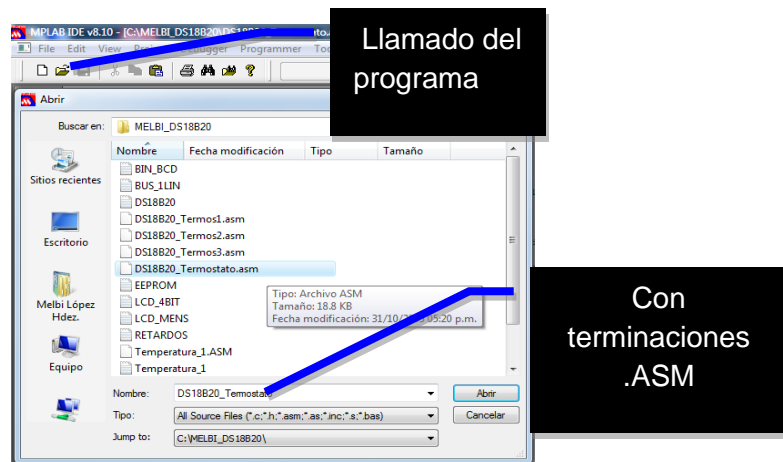 MPLAB IDE v8.10 - [C:\MELBI_DS18B20\
File Edit View Programmer
Llamado del
programa
Abrir
Buscar en: MELBI_DS18B20
Nombre Fecha modificación Tipo Tamaño
Sitios recientes
Escritorio
Melbi López
Hdez.
Equipo
BIN_BCD
BUS_1LIN
DS18B20
DS18B20_Termos1.asm
DS18B20_Termos2.asm
DS18B20_Termos3.asm
DS18B20_Termostato.asm
EEPROM
LCD_4BIT
LCD_MENS
RETARDOS
Temperatura_1.ASM
Temperatura_1
Tipo: Archivo ASM
Tamaño: 18.8 KB
Fecha modificación: 31/10/ 05:20 p.m.
Con
terminaciones
.ASM
Nombre: DS18B20_Termostato Abrir
Tipo: All Source Files (*.c;*.h;*.asm;*.as;*.inc;*.s;*.bas) Cancelar
Jump to: C:\MELBI_DS18B20\